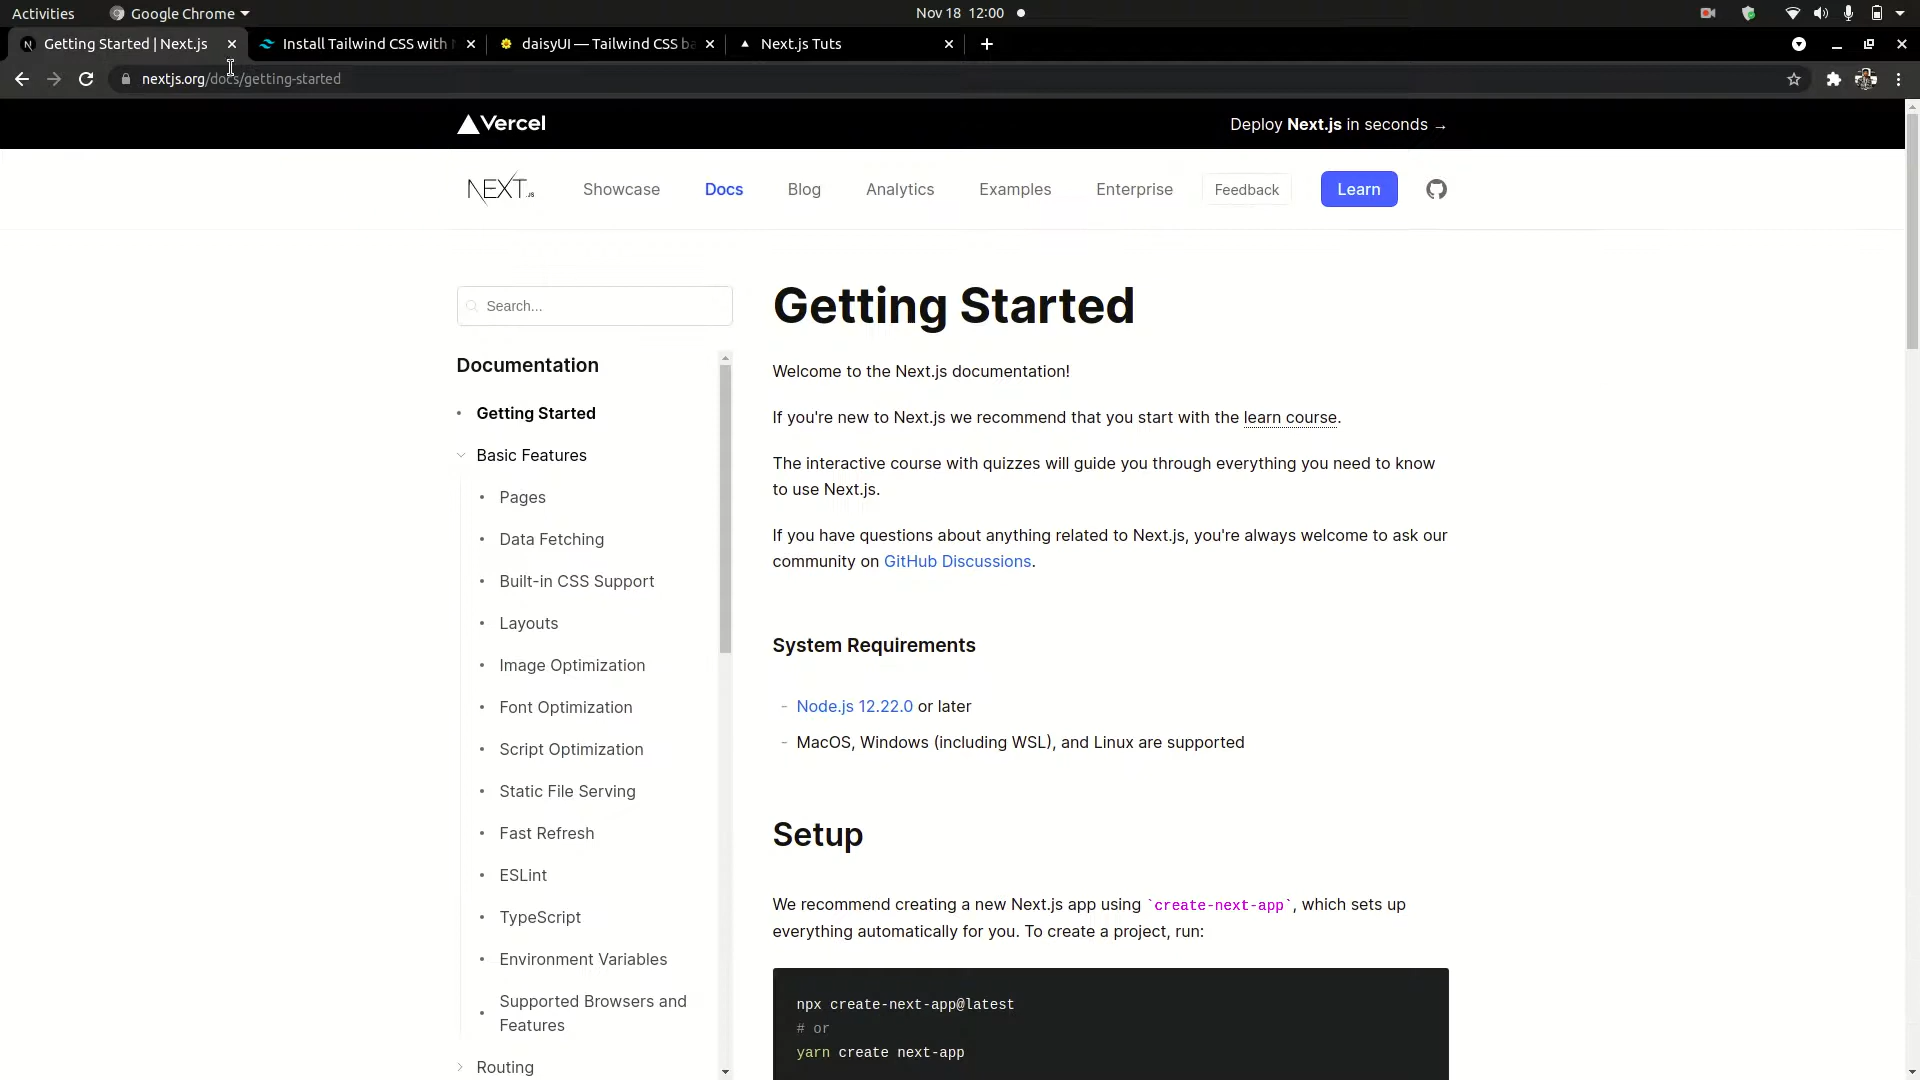 Activities
Google Chrome
Nov 18 12:00
Getting Started | Next.js
Install Tailwind CSS with N
daisyUI — Tailwind CSS ba
Next.js Tuts
nextjs.org/docs/getting-started
Vercel
Deploy Next.js in seconds →
NEXT.JS
Showcase
Docs
Blog
Analytics
Examples
Enterprise
Feedback
Learn
Search...
Documentation
Getting Started
Basic Features
Pages
Data Fetching
Built-in CSS Support
Layouts
Image Optimization
Font Optimization
Script Optimization
Static File Serving
Fast Refresh
ESLint
TypeScript
Environment Variables
Supported Browsers and
Features
Routing
Getting Started
Welcome to the Next.js documentation!
If you're new to Next.js we recommend that you start with the learn course.
The interactive course with quizzes will guide you through everything you need to know
to use Next.js.
If you have questions about anything related to Next.js, you're always welcome to ask our
community on GitHub Discussions.
System Requirements
- Node.js 12.22.0 or later
- MacOS, Windows (including WSL), and Linux are supported
Setup
We recommend creating a new Next.js app using `create-next-app`, which sets up
everything automatically for you. To create a project, run:
npx create-next-app@latest
# or
yarn create next-app